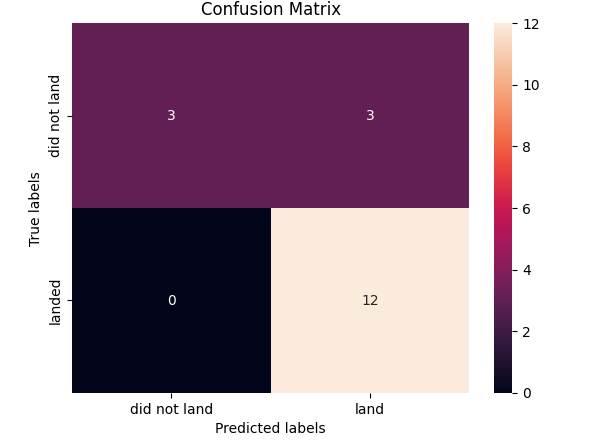 Confusion Matrix
True labels
did not land
landed
3
3
0
12
did not land
land
Predicted labels
12
10
8
6
4
2
0